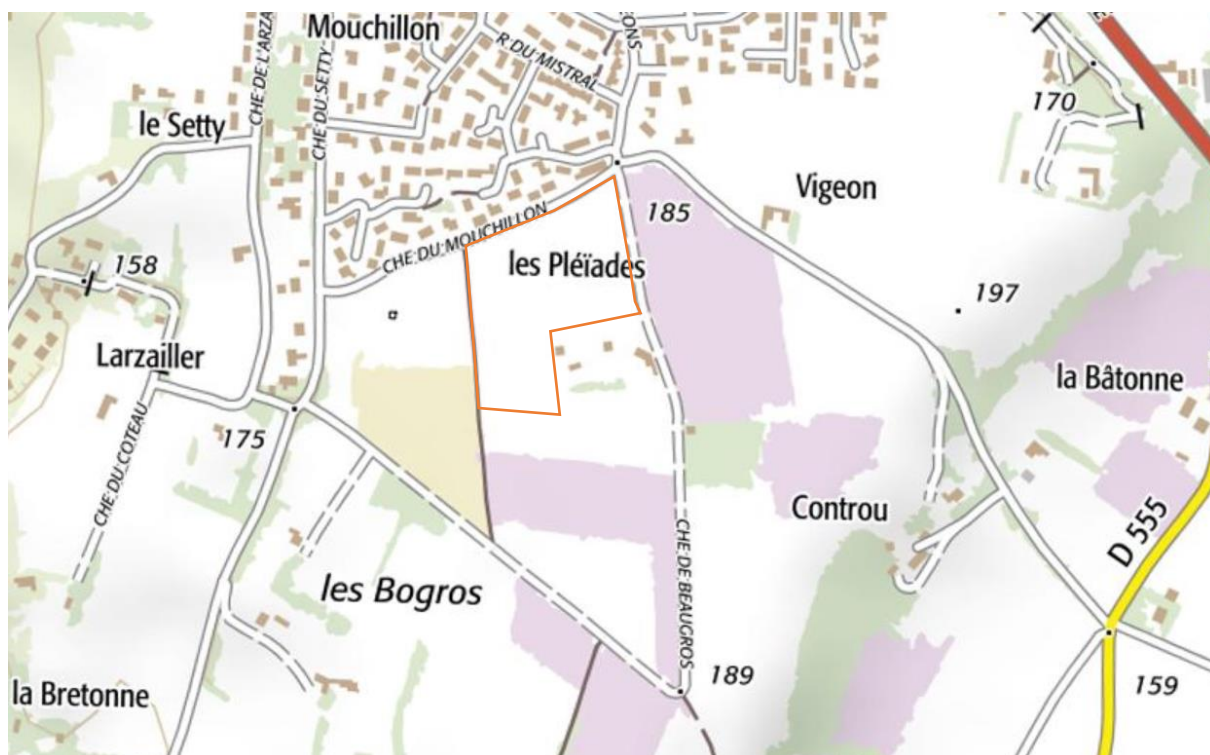 Mouchillon
CHE DE L'ARZA
CHE DU SETTY
R. DU MISTRAL
GEONS
170
le Setty
Vigeon
185
CHE DU MOUCHILLON
les Pléïades
158
197
Larzailler
la Bâtonne
175
CHE DU COTEAU
Controu
D 555
les Bogros
CHE DE BEAUGROS
189
la Bretonne
159